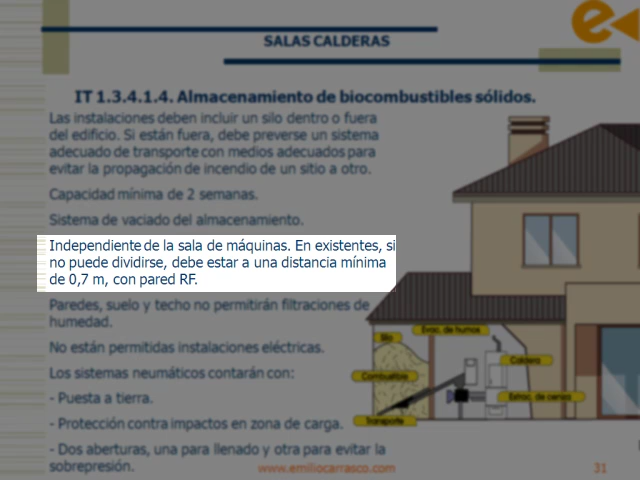 SALAS CALDERAS
IT 1.3.4.1.4. Almacenamiento de biocombustibles sólidos.
Las instalaciones deben incluir un silo dentro o fuera
del edificio. Si están fuera, debe preverse un sistema
adecuado de transporte con medios adecuados para
evitar la propagación de incendio de un sitio a otro.
Capacidad mínima de 2 semanas.
Sistema de vaciado del almacenamiento.
Independiente de la sala de máquinas. En existentes, si
no puede dividirse, debe estar a una distancia mínima
de 0,7 m, con pared RF.
Paredes, suelo y techo no permitirán filtraciones de
humedad.
No están permitidas instalaciones eléctricas.
Los sistemas neumáticos contarán con:
- Puesta a tierra.
- Protección contra impactos en zona de carga.
- Dos aberturas, una para llenado y otra para evitar la
sobrepresión.
Evac. de humos
Silo
Caldera
Combustible
Extrac. de cenizas
Transporte
www.emiliocarrasco.com
31